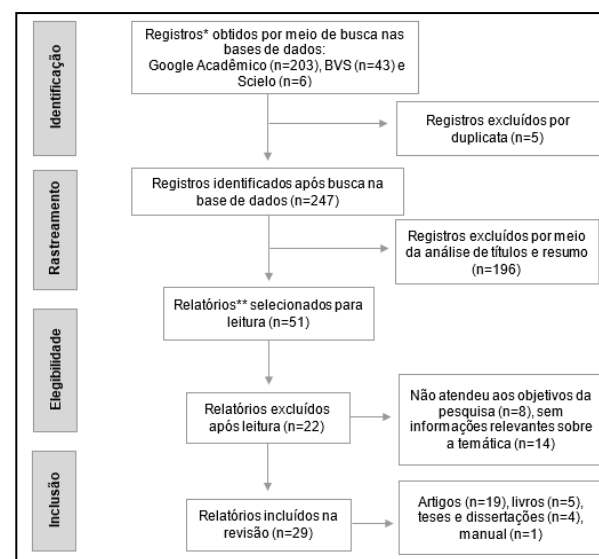 Identificação
Registros* obtidos por meio de busca nas
bases de dados:
Google Acadêmico (n=203), BVS (n=43) e
Scielo (n=6)
Registros excluídos por
duplicata (n=5)
Rastreamento
Registros identificados após busca na
base de dados (n=247)
Registros excluídos por meio
da análise de títulos e resumo
(n=196)
Elegibilidade
Relatórios** selecionados para
leitura (n=51)
Relatórios excluídos
após leitura (n=22)
Não atendeu aos objetivos da
pesquisa (n=8), sem
informações relevantes sobre
a temática (n=14)
Inclusão
Relatórios incluídos na
revisão (n=29)
Artigos (n=19), livros (n=5),
teses e dissertações (n=4),
manual (n=1)